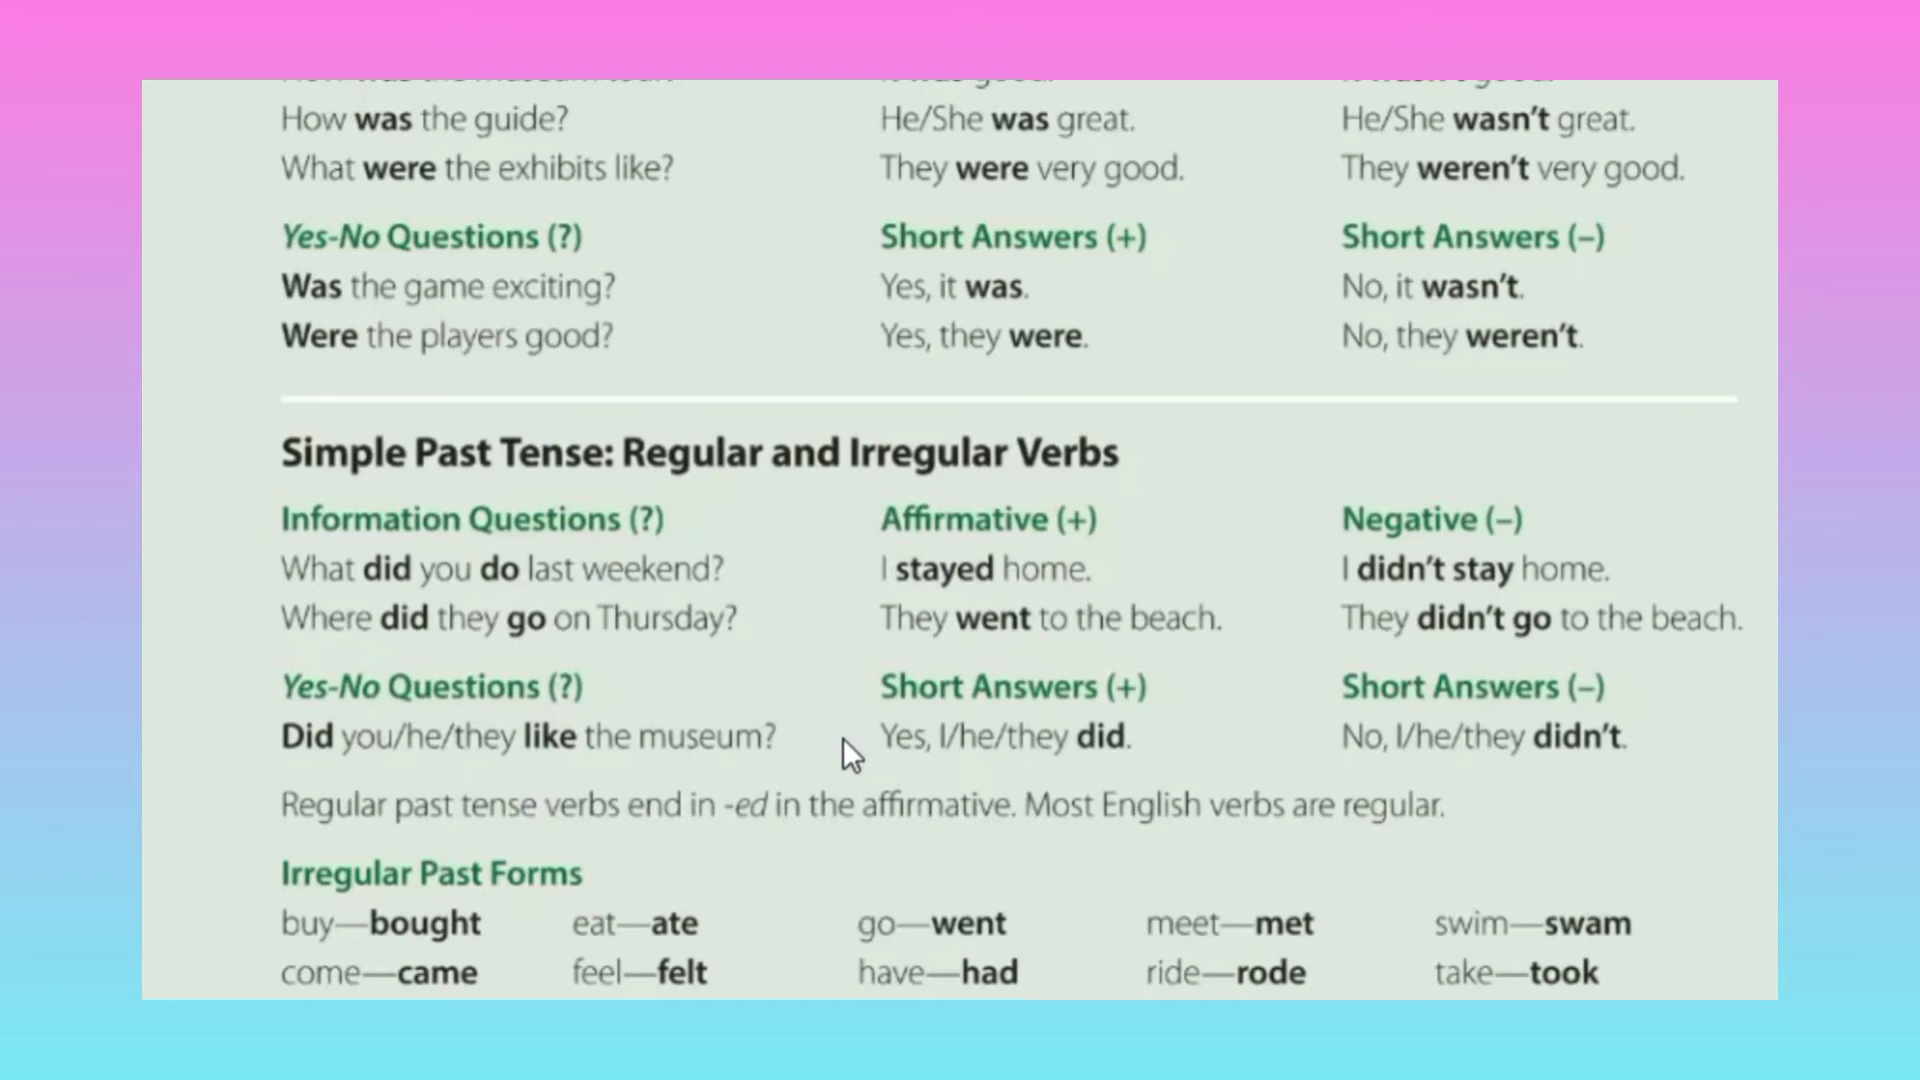 How was the guide? He/She was great. He/She wasn't great.
What were the exhibits like? They were very good. They weren't very good.
Yes-No Questions (?) Short Answers (+) Short Answers (–)
Was the game exciting? Yes, it was. No, it wasn't.
Were the players good? Yes, they were. No, they weren't.
Simple Past Tense: Regular and Irregular Verbs
Information Questions (?) Affirmative (+) Negative (–)
What did you do last weekend? I stayed home. I didn't stay home.
Where did they go on Thursday? They went to the beach. They didn't go to the beach.
Yes-No Questions (?) Short Answers (+) Short Answers (–)
Did you/he/they like the museum? Yes, I/he/they did. No, I/he/they didn't.
Regular past tense verbs end in -ed in the affirmative. Most English verbs are regular.
Irregular Past Forms
buy—bought eat—ate go—went meet—met swim—swam
come—came feel—felt have—had ride—rode take—took